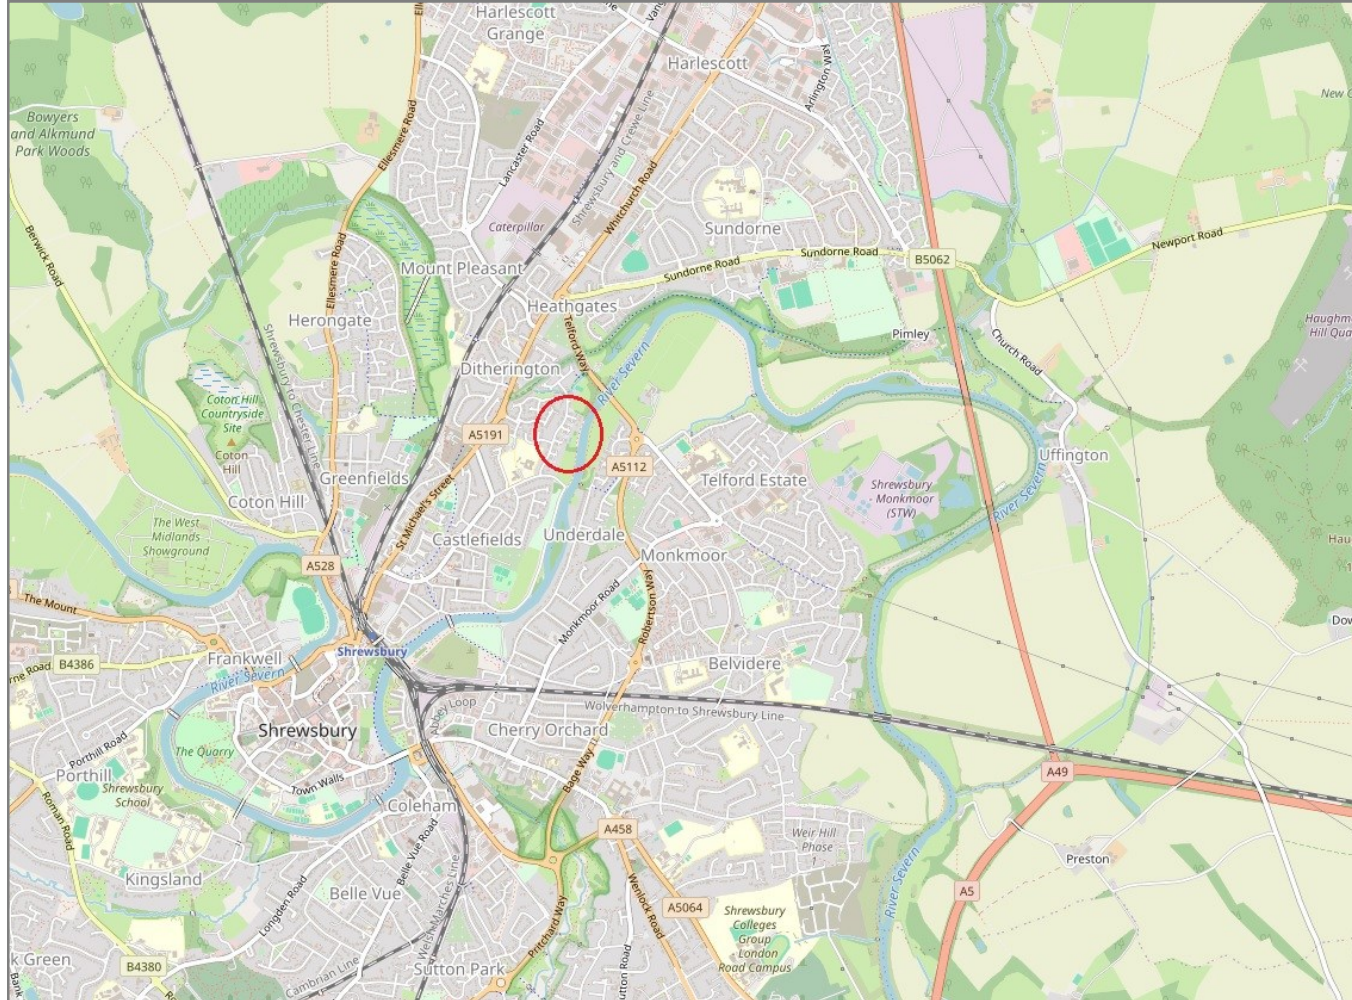 Harlescott
Grange
Harlescott
Arlington Way
Bowyers
and Alkmund
Park Woods
Ellesmere Road
Lancaster Road
Shrewsbury and Crewe Line
Whitchurch Road
Caterpillar
Sundorne
Berwick Road
Ellesmere Road
Mount Pleasant
Sundorne Road
Sundorne Road
B5062
Newport Road
Herongate
Heathgates
Telford Way
Pimley
Church Road
Shrewsbury to Chester Line
Ditherington
River Severn
Coton Hill
Countryside
Site
Coton
Hill
A5191
A5112
Uffington
Greenfields
Telford Estate
Shrewsbury
- Monkmoor
(STW)
River Severn
Coton Hill
St Michael's Street
The West
Midlands
Showground
Castlefields
Underdale
Monkmoor
A528
The Mount
Monkmoor Road
Robertson Way
Shrewsbury
Frankwell
B4386
River Severn
Belvidere
Abbey Loop
Wolverhampton to Shrewsbury Line
Shrewsbury
Cherry Orchard
The Quarry
Porthill Road
Porthill
Shrewsbury
School
Town Walls
Bage Way
A49
Coleham
Roman Road
Belle Vue Road
A458
Weir Hill
Phase
1
Preston
River Severn
Kingsland
Belle Vue
Longden Road
Welsh Marches Line
Wenlock Road
A5
A5064
Shrewsbury
Colleges
Group
London
Road Campus
Pritchard Way
B4380
Cambrian Line
Sutton Park